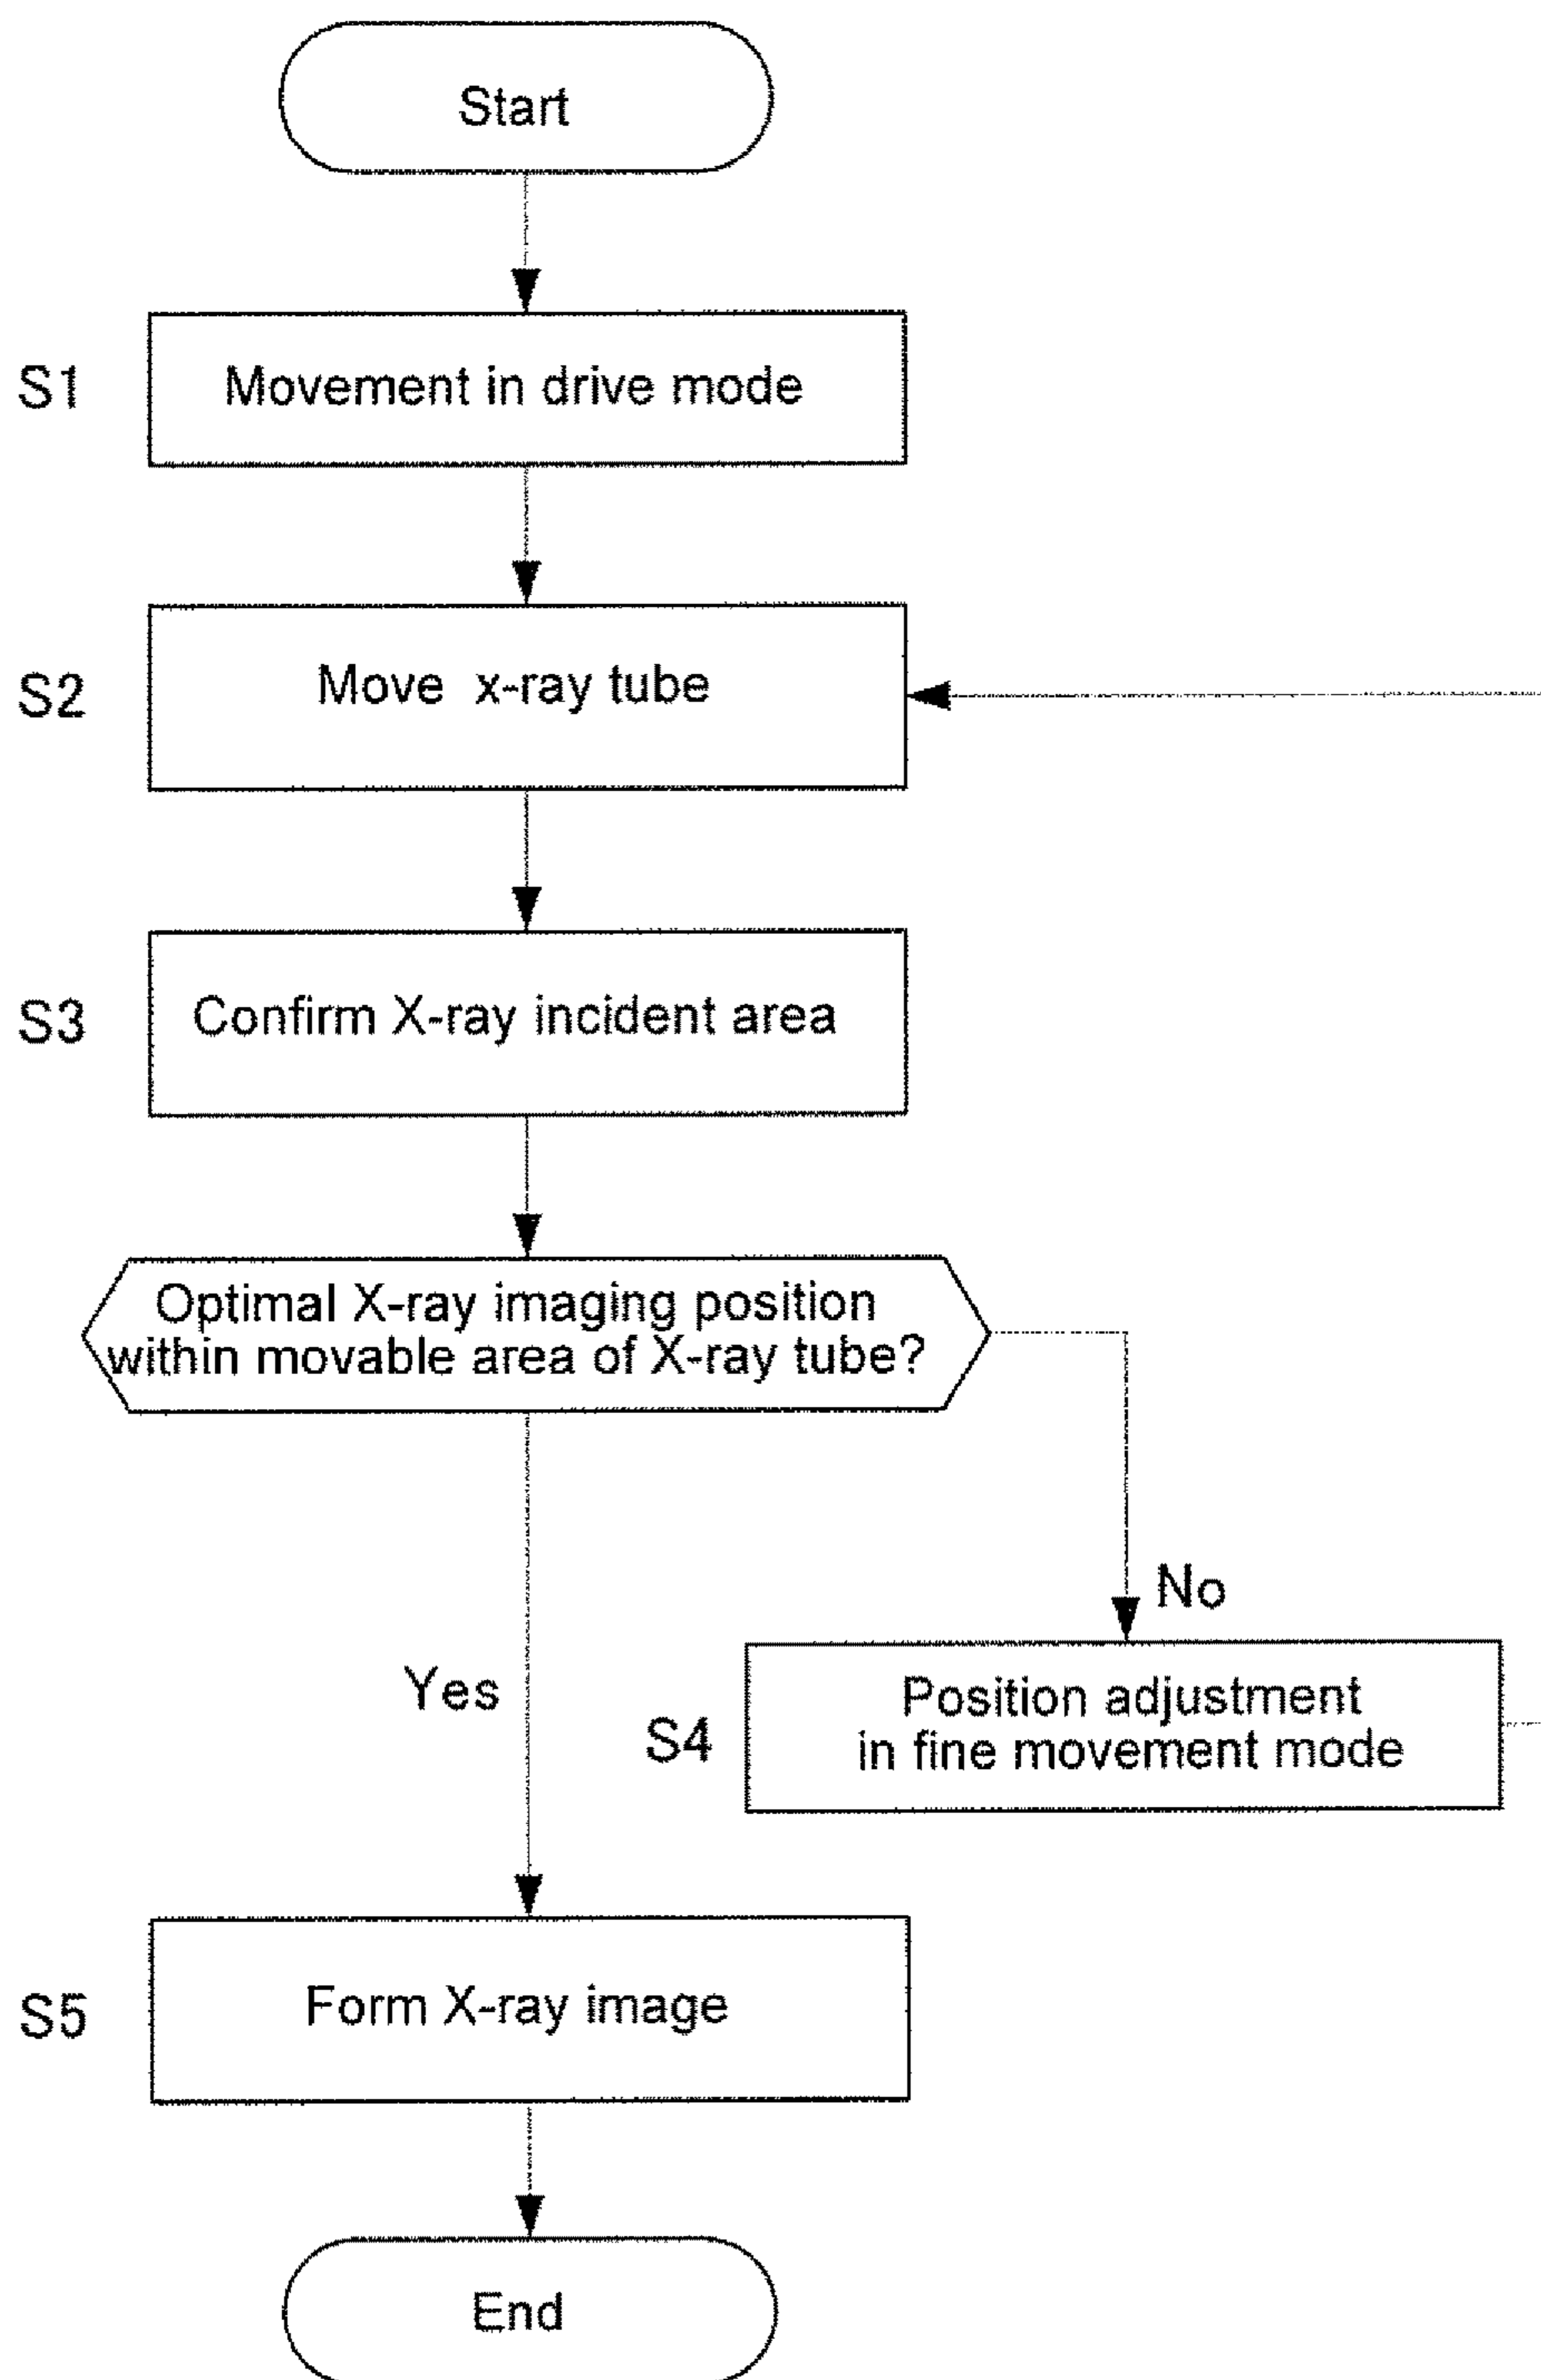 Start
S1
Movement in drive mode
S2
Move x-ray tube
S3
Confirm X-ray incident area
Optimal X-ray imaging position
within movable area of X-ray tube?
No
Yes
S4
Position adjustment
in fine movement mode
S5
Form X-ray image
End